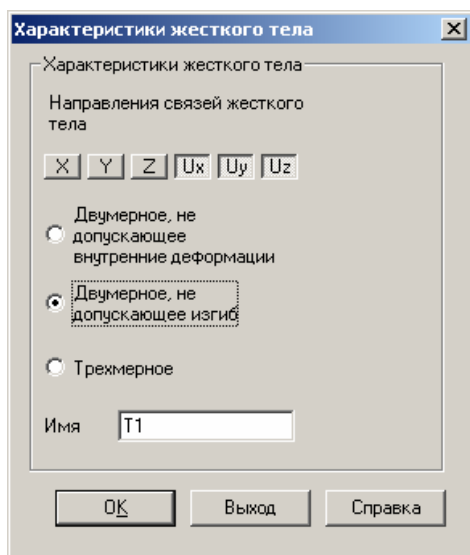 Характеристики жесткого тела
Характеристики жесткого тела
Направления связей жесткого
тела
X Y Z Ux Uy Uz
Двумерное, не
допускающее
внутренние деформации
Двумерное, не
допускающее изгиб
Трехмерное
Имя T1
OK Выход Справка